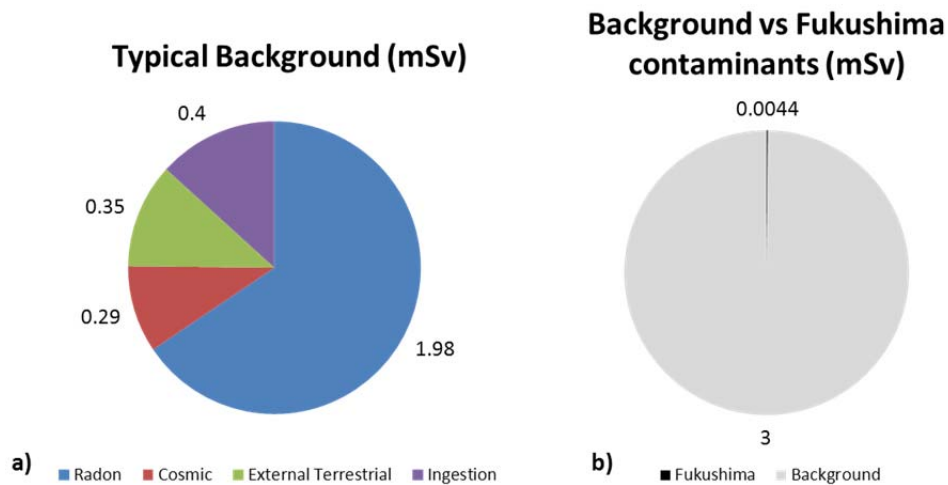 Typical Background (mSv)
0.4
0.35
0.29
1.98
a)
Radon Cosmic External Terrestrial Ingestion
Background vs Fukushima
contaminants (mSv)
0.0044
3
b)
Fukushima Background